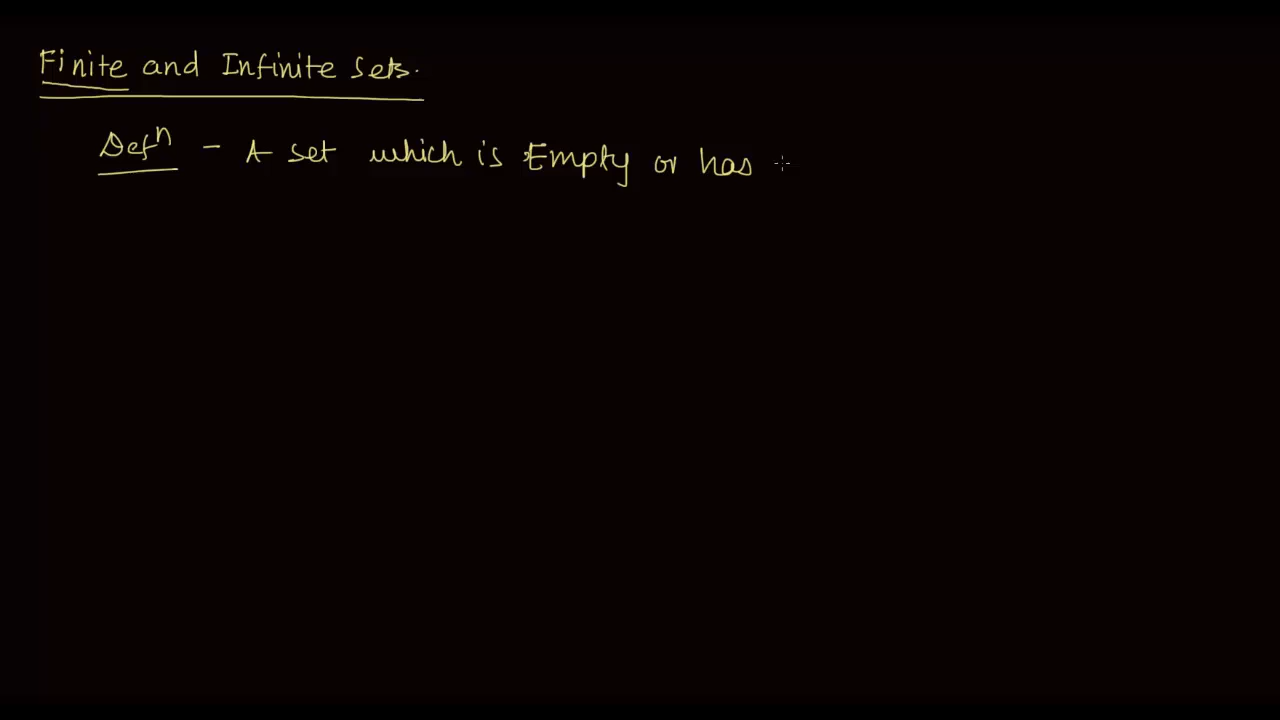 Finite and Infinite Sets.
Defn - A set which is Empty or has